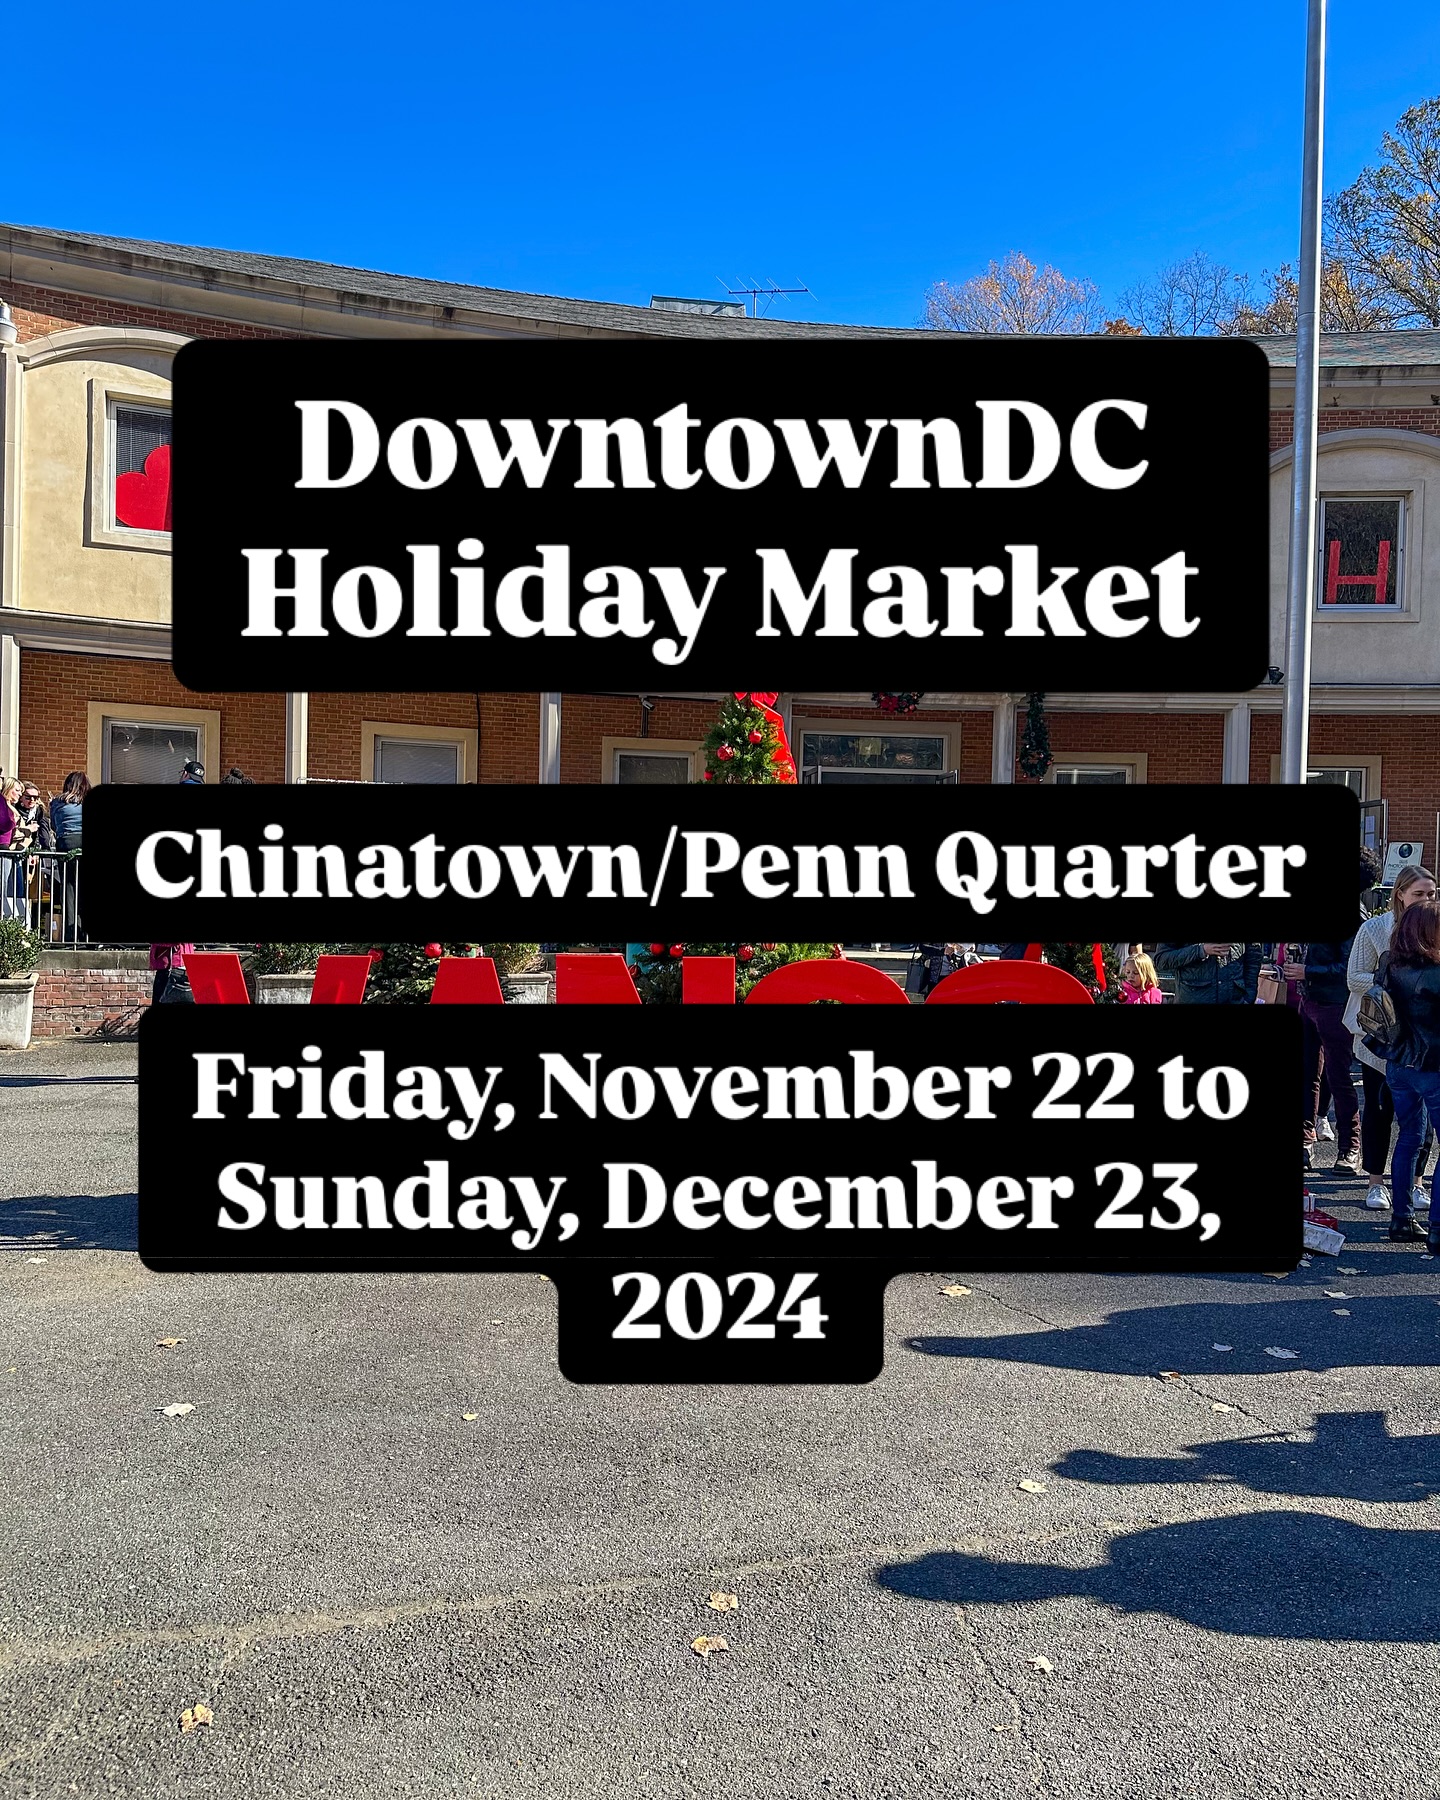 DowntownDC
Holiday Market
H
Chinatown/Penn Quarter
Friday, November 22 to
Sunday, December 23,
2024